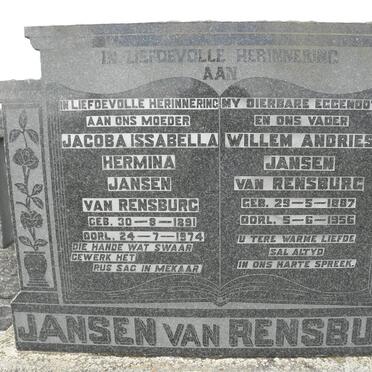 IN LIEFDEVOLLE HERINNERING
AAN
IN LIEFDEVOLLE HERINNERING
AAN ONS MOEDER
JACOBA ISSABELLA
HERMINA
JANSEN
VAN RENSBURG
GEB. 30-8-1891
OORL. 24-7-1974
DIE HANDE WAT SWAAR
GEWERK HET
RUS SAG IN MEKAAR
MY DIERBARE EGGENOOT
EN ONS VADER
WILLEM ANDRIES
JANSEN
VAN RENSBURG
GEB. 29-5-1887
OORL. 5-6-1956
U TERE WARME LIEFDE
SAL ALTYD
IN ONS HARTE SPREEK.
JANSEN VAN RENSBU